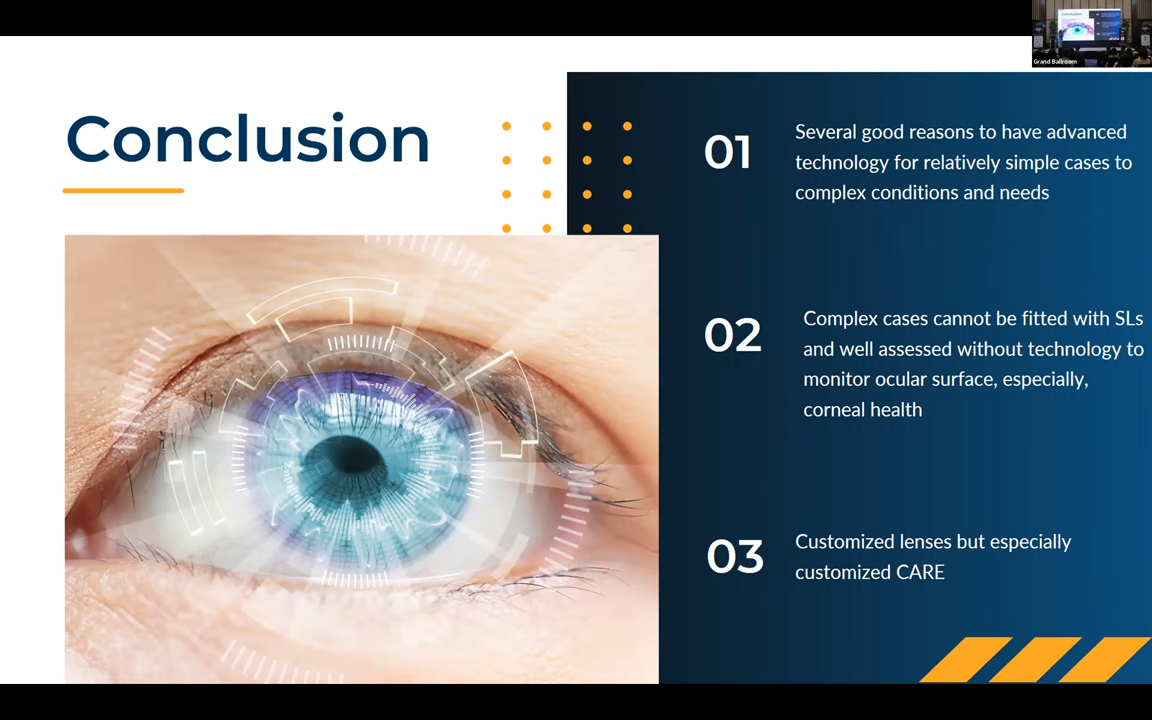 Grand Ballroom
Conclusion
01
Several good reasons to have advanced
technology for relatively simple cases to
complex conditions and needs
02
Complex cases cannot be fitted with SLs
and well assessed without technology to
monitor ocular surface, especially,
corneal health
03
Customized lenses but especially
customized CARE